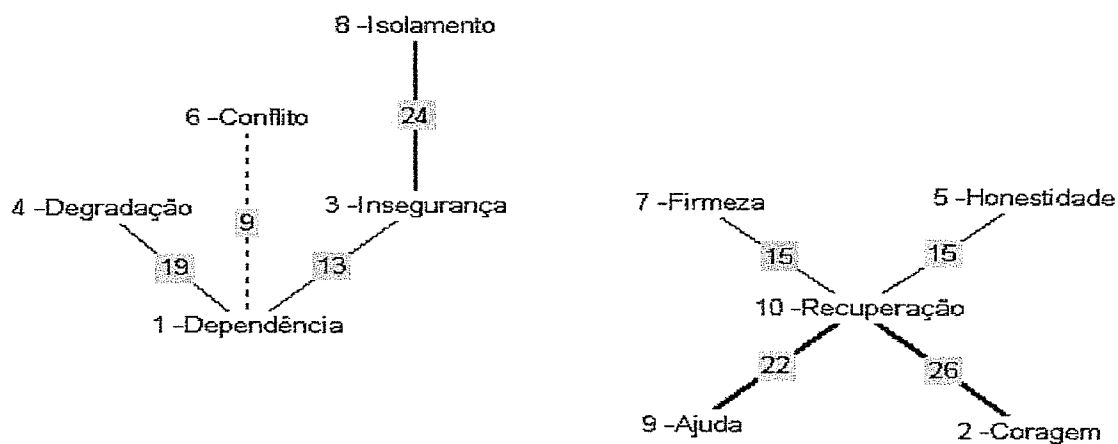 8 -Isolamento
24
6 -Conflito
4 -Degradação
9
3 -Insegurança
19
13
1 -Dependência
7 -Firmeza
5 -Honestidade
15
15
10 -Recuperação
22
26
9 -Ajuda
2 -Coragem